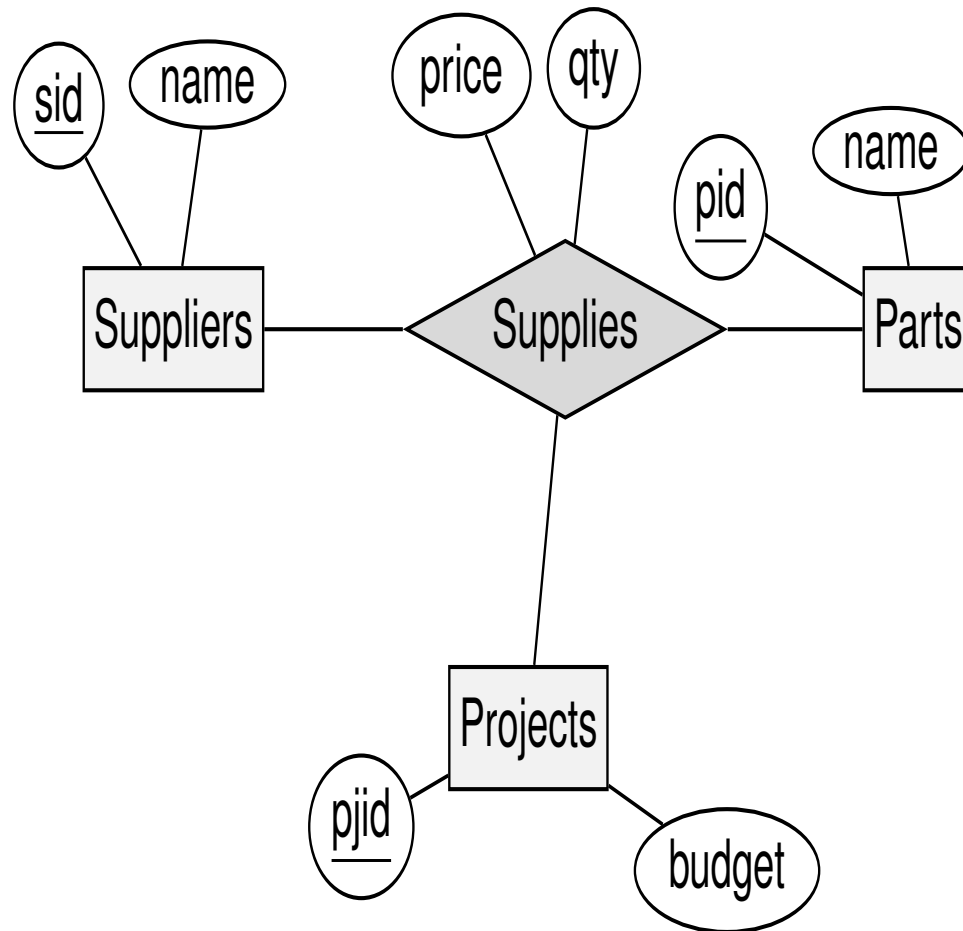 price
qty
name
sid
name
pid
Suppliers
Supplies
Parts
Projects
pjid
budget